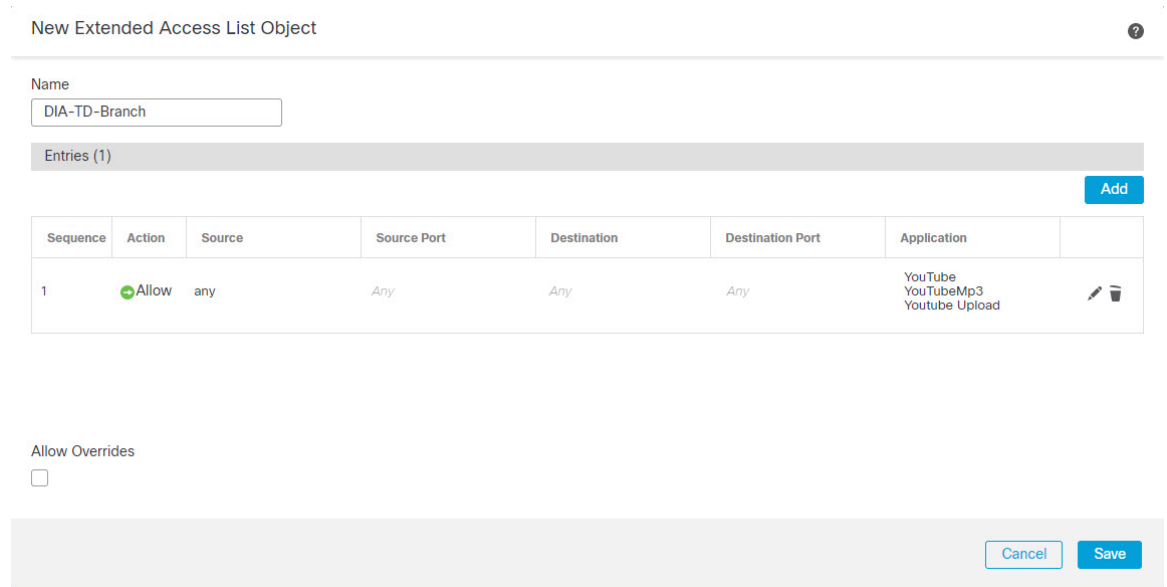 New Extended Access List Object
?
Name
DIA-TD-Branch
Entries (1)
Add
Sequence Action Source Source Port Destination Destination Port Application
1 Allow any Any Any Any YouTube
YouTubeMp3
Youtube Upload
Allow Overrides
Cancel Save